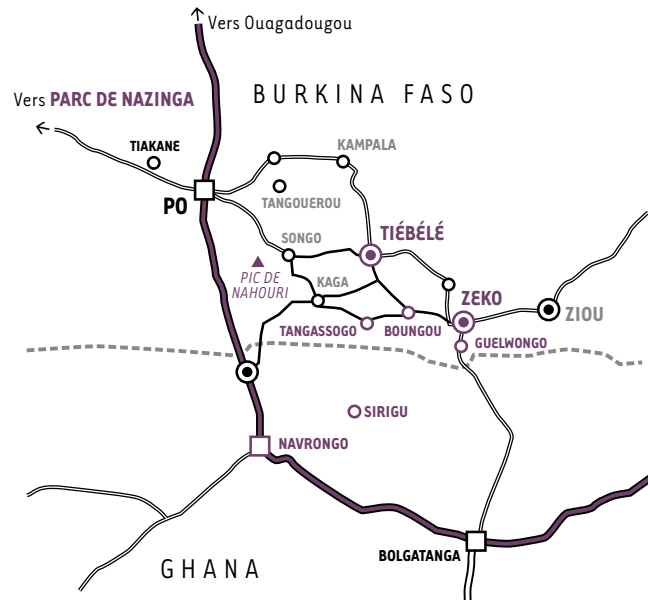 Vers Ouagadougou
BURKINA FASO
Vers PARC DE NAZINGA
TIAKANE
KAMPALA
PO
TANGOUEROU
TIÉBÉLÉ
SONGO
PIC DE
NAHOURI
KAGA
ZEKO
ZIOU
TANGASSOGO
BOUNGOU
GUELWONGO
SIRIGU
NAVRONGO
BOLGATANGA
GHANA